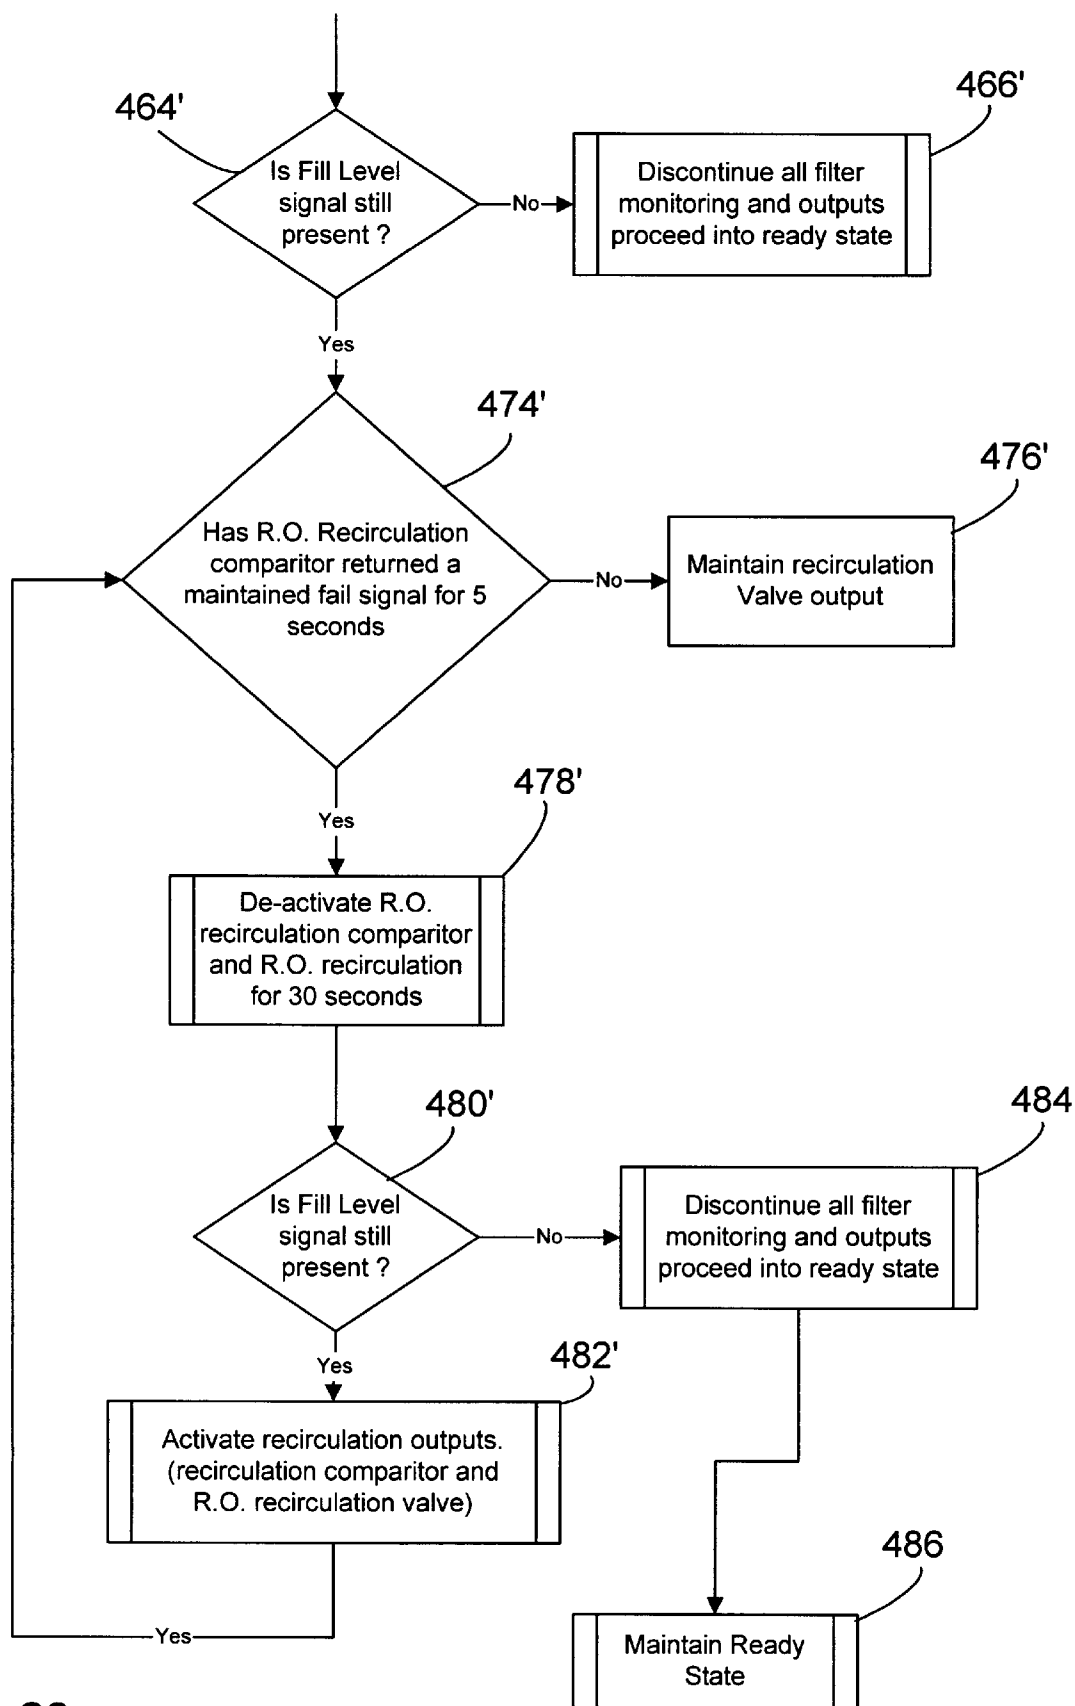 464'
466'
Is Fill Level
signal still
present ?
No
Discontinue all filter
monitoring and outputs
proceed into ready state
Yes
474'
476'
Has R.O. Recirculation
comparitor returned a
maintained fail signal for 5
seconds
No
Maintain recirculation
Valve output
Yes
478'
De-activate R.O.
recirculation comparitor
and R.O. recirculation
for 30 seconds
480'
484
Is Fill Level
signal still
present ?
No
Discontinue all filter
monitoring and outputs
proceed into ready state
Yes
482'
Activate recirculation outputs.
(recirculation comparitor and
R.O. recirculation valve)
486
Yes
Maintain Ready
State